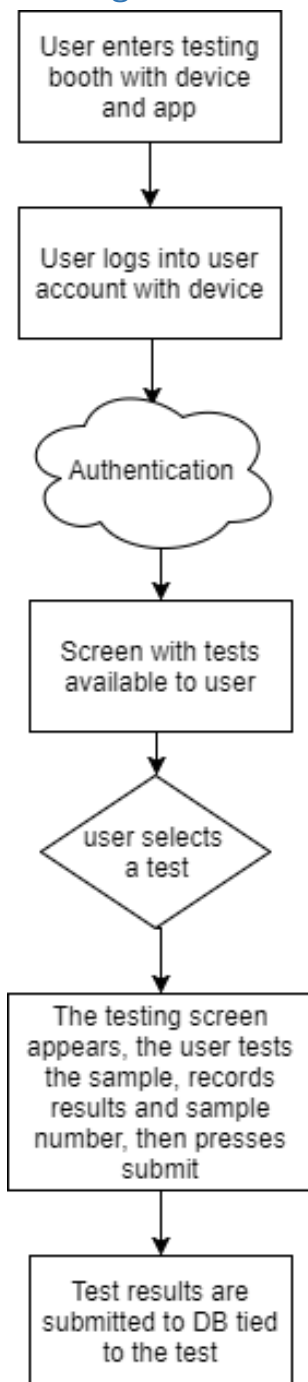 User enters testing
booth with device
and app
User logs into user
account with device
Authentication
Screen with tests
available to user
user selects
a test
The testing screen
appears, the user tests
the sample, records
results and sample
number, then presses
submit
Test results are
submitted to DB tied
to the test